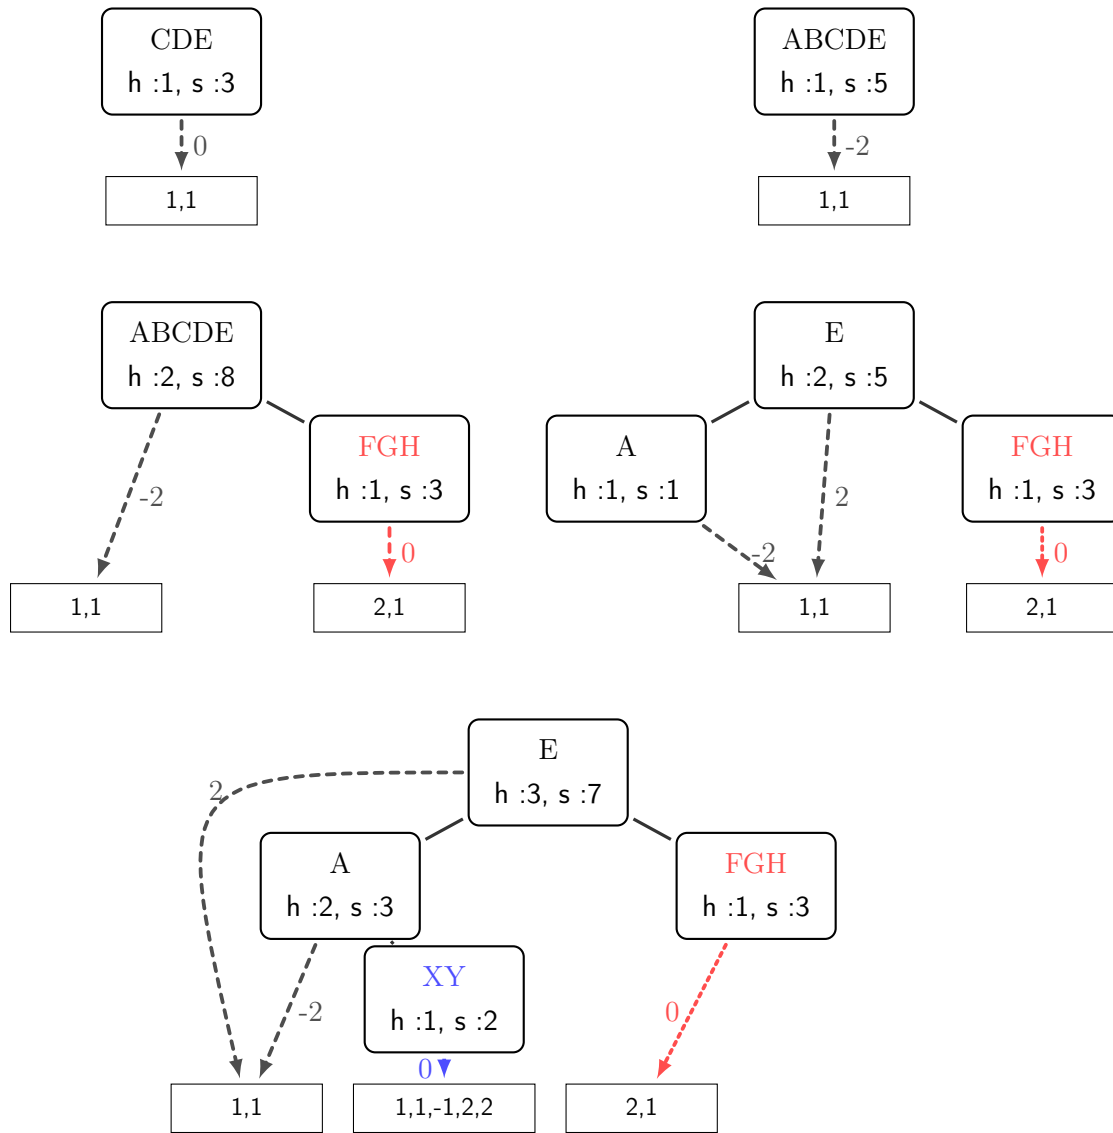 CDE
h :1, s :3
0
1,1
ABCDE
h :1, s :5
-2
1,1
ABCDE
h :2, s :8
FGH
h :1, s :3
-2
0
1,1
2,1
E
h :2, s :5
A
h :1, s :1
FGH
h :1, s :3
-2
2
0
1,1
2,1
E
h :3, s :7
2
A
h :2, s :3
FGH
h :1, s :3
XY
h :1, s :2
-2
0
0
1,1
1,1,-1,2,2
2,1